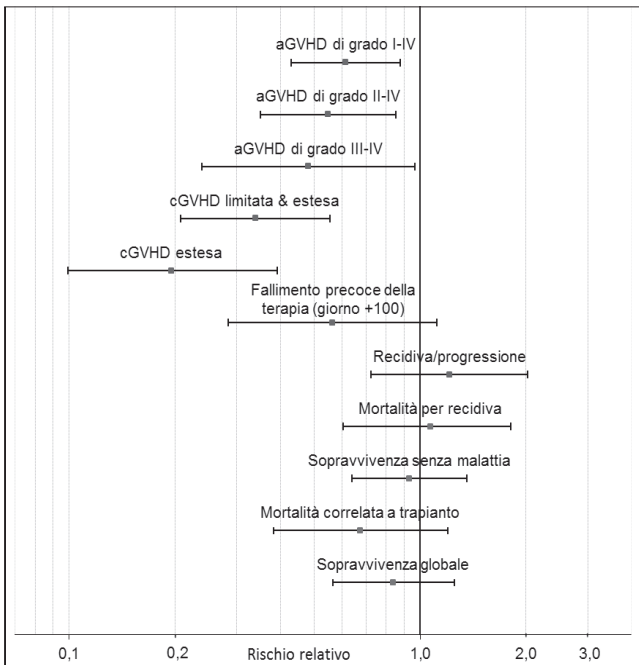 aGVHD di grado I-IV
aGVHD di grado II-IV
aGVHD di grado III-IV
cGVHD limitata & estesa
cGVHD estesa
Fallimento precoce della
terapia (giorno +100)
Recidiva/progressione
Mortalità per recidiva
Sopravvivenza senza malattia
Mortalità correlata a trapianto
Sopravvivenza globale
0,1 0,2 Rischio relativo 1,0 2,0 3,0